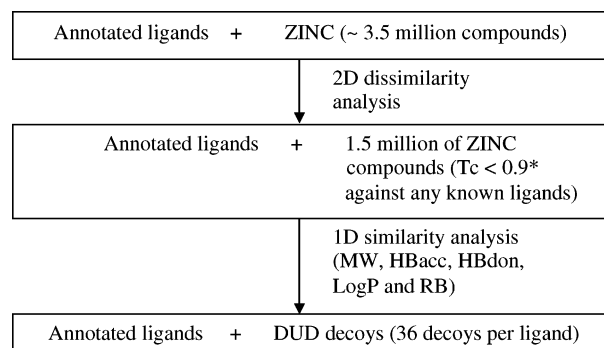 Annotated ligands + ZINC (~ 3.5 million compounds)
2D dissimilarity
analysis
Annotated ligands + 1.5 million of ZINC
compounds (Tc < 0.9*
against any known ligands)
1D similarity analysis
(MW, HBacc, HBdon,
LogP and RB)
Annotated ligands + DUD decoys (36 decoys per ligand)